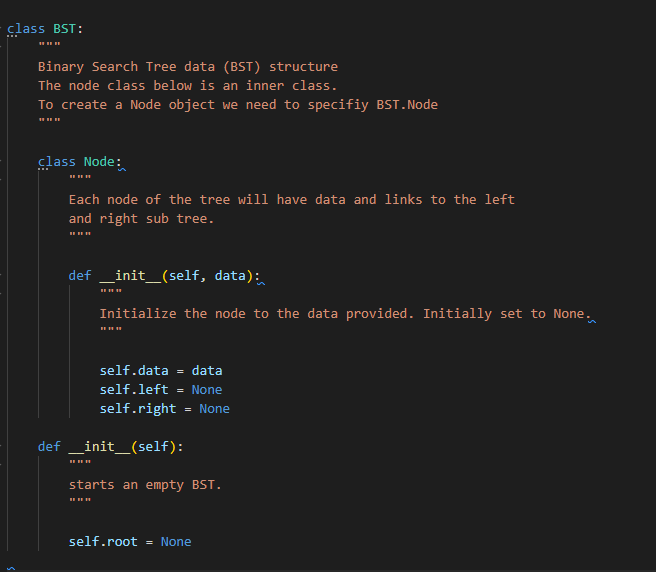 class BST:
    """
    Binary Search Tree data (BST) structure
    The node class below is an inner class.
    To create a Node object we need to specifiy BST.Node
    """
    class Node:
        """
        Each node of the tree will have data and links to the left
        and right sub tree.
        """
        def __init__(self, data):
            """
            Initialize the node to the data provided. Initially set to None.
            """
            self.data = data
            self.left = None
            self.right = None
    def __init__(self):
        """
        starts an empty BST.
        """
        self.root = None